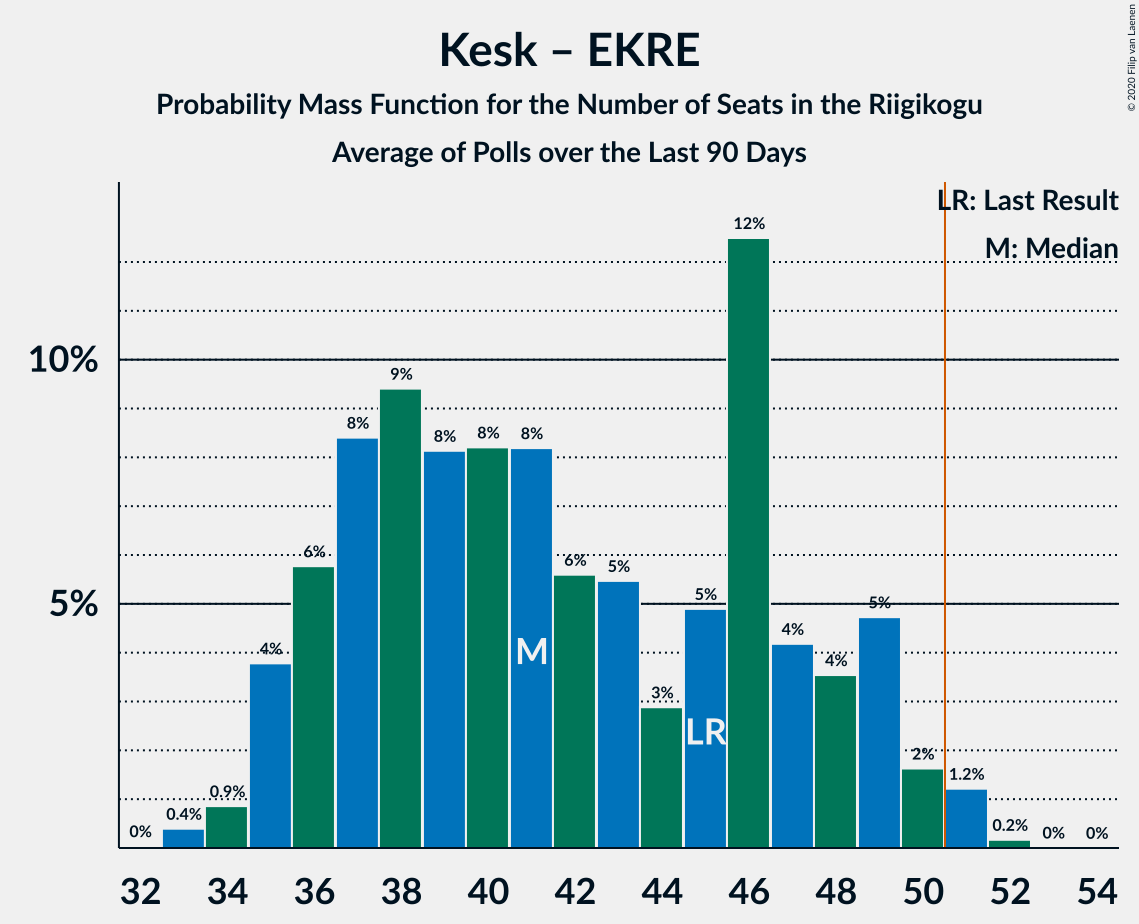 Kesk – EKRE
Probability Mass Function for the Number of Seats in the Riigikogu
Average of Polls over the Last 90 Days
© 2020 Filip van Laenen
LR: Last Result
M: Median
10%
5%
0%
0.4%
0.9%
4%
6%
8%
9%
8%
8%
8%
6%
5%
3%
5%
12%
4%
4%
5%
2%
1.2%
0.2%
0%
0%
M
LR
32 34 36 38 40 42 44 46 48 50 52 54